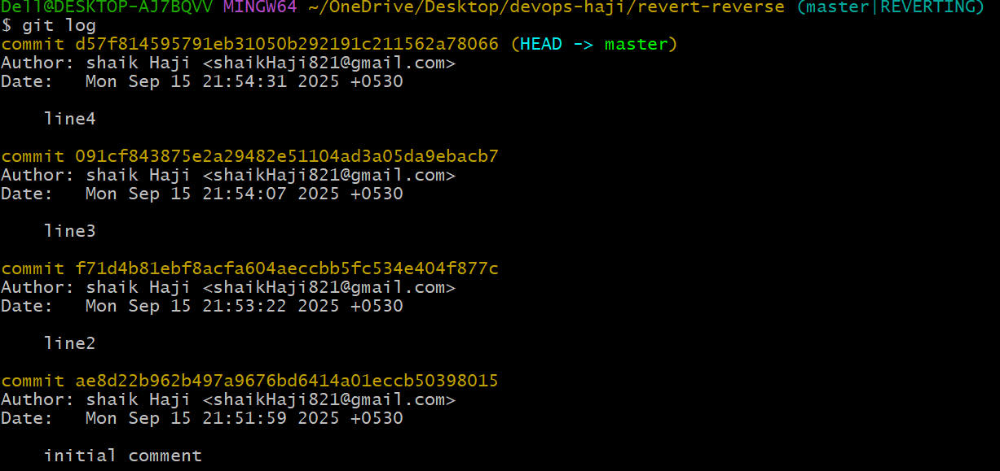 Dell@DESKTOP-AJ7BQVV MINGW64 ~/OneDrive/Desktop/devops-haji/revert-reverse (master|REVERTING)
$ git log
commit d57f814595791eb31050b292191c211562a78066 (HEAD -> master)
Author: shaik Haji <shaikHaji821@gmail.com>
Date:   Mon Sep 15 21:54:31 2025 +0530

    line4

commit 091cf843875e2a29482e51104ad3a05da9ebacb7
Author: shaik Haji <shaikHaji821@gmail.com>
Date:   Mon Sep 15 21:54:07 2025 +0530

    line3

commit f71d4b81ebf8acfa604aeccbb5fc534e404f877c
Author: shaik Haji <shaikHaji821@gmail.com>
Date:   Mon Sep 15 21:53:22 2025 +0530

    line2

commit ae8d22b962b497a9676bd6414a01eccb50398015
Author: shaik Haji <shaikHaji821@gmail.com>
Date:   Mon Sep 15 21:51:59 2025 +0530

    initial comment